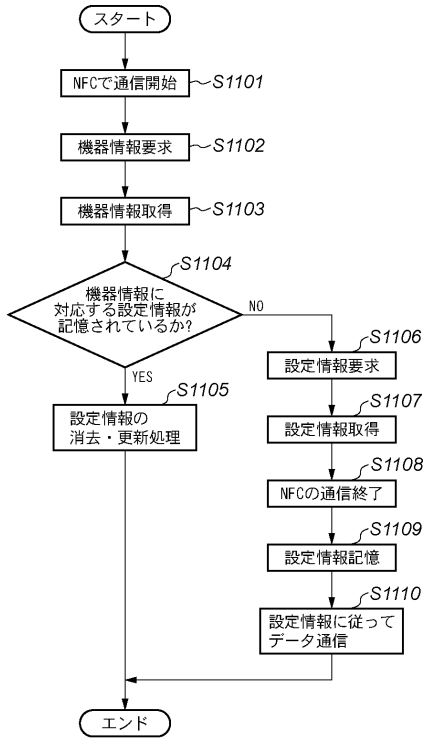 スタート
NFCで通信開始
S1101
機器情報要求
S1102
機器情報取得
S1103
S1104
機器情報に
対応する設定情報が
記憶されているか?
NO
YES
S1105
設定情報の
消去・更新処理
S1106
設定情報要求
S1107
設定情報取得
S1108
NFCの通信終了
S1109
設定情報記憶
S1110
設定情報に従って
データ通信
エンド